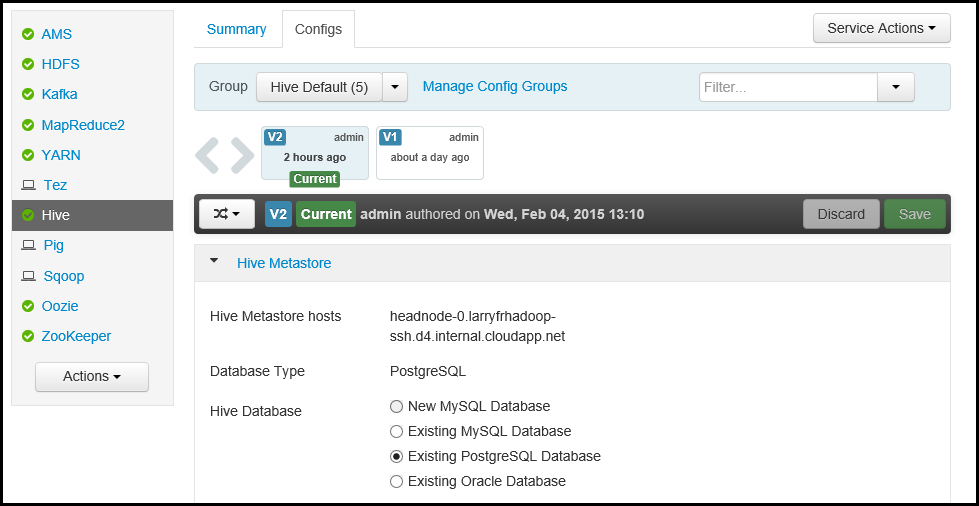 AMS
HDFS
Kafka
MapReduce2
YARN
Tez
Hive
Pig
Sqoop
Oozie
ZooKeeper
Actions
Summary
Configs
Service Actions
Group
Hive Default (5)
Manage Config Groups
Filter...
V2 admin
2 hours ago
Current
V1 admin
about a day ago
V2 Current admin authored on Wed, Feb 04, 2015 13:10
Discard
Save
Hive Metastore
Hive Metastore hosts
headnode-0.larryfrhadoop-
ssh.d4.internal.cloudapp.net
Database Type
PostgreSQL
Hive Database
New MySQL Database
Existing MySQL Database
Existing PostgreSQL Database
Existing Oracle Database